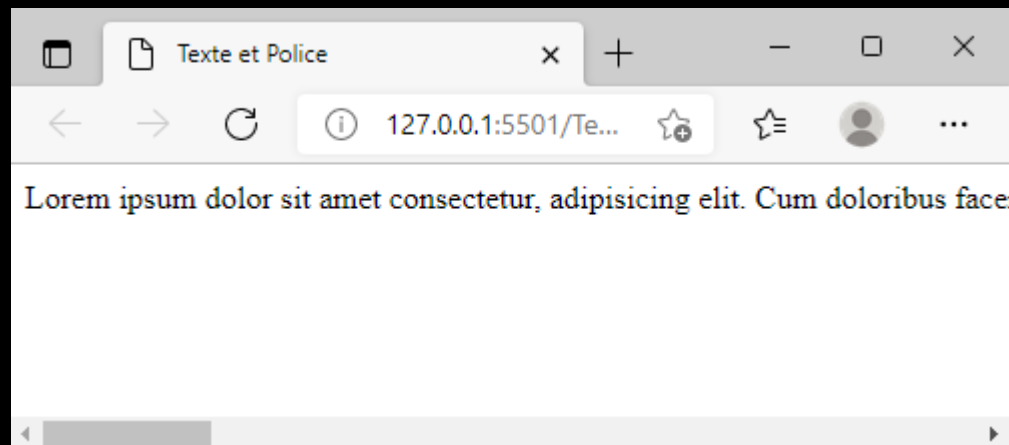 Texte et Police
127.0.0.1:5501/Te...
Lorem ipsum dolor sit amet consectetur, adipisicing elit. Cum doloribus face